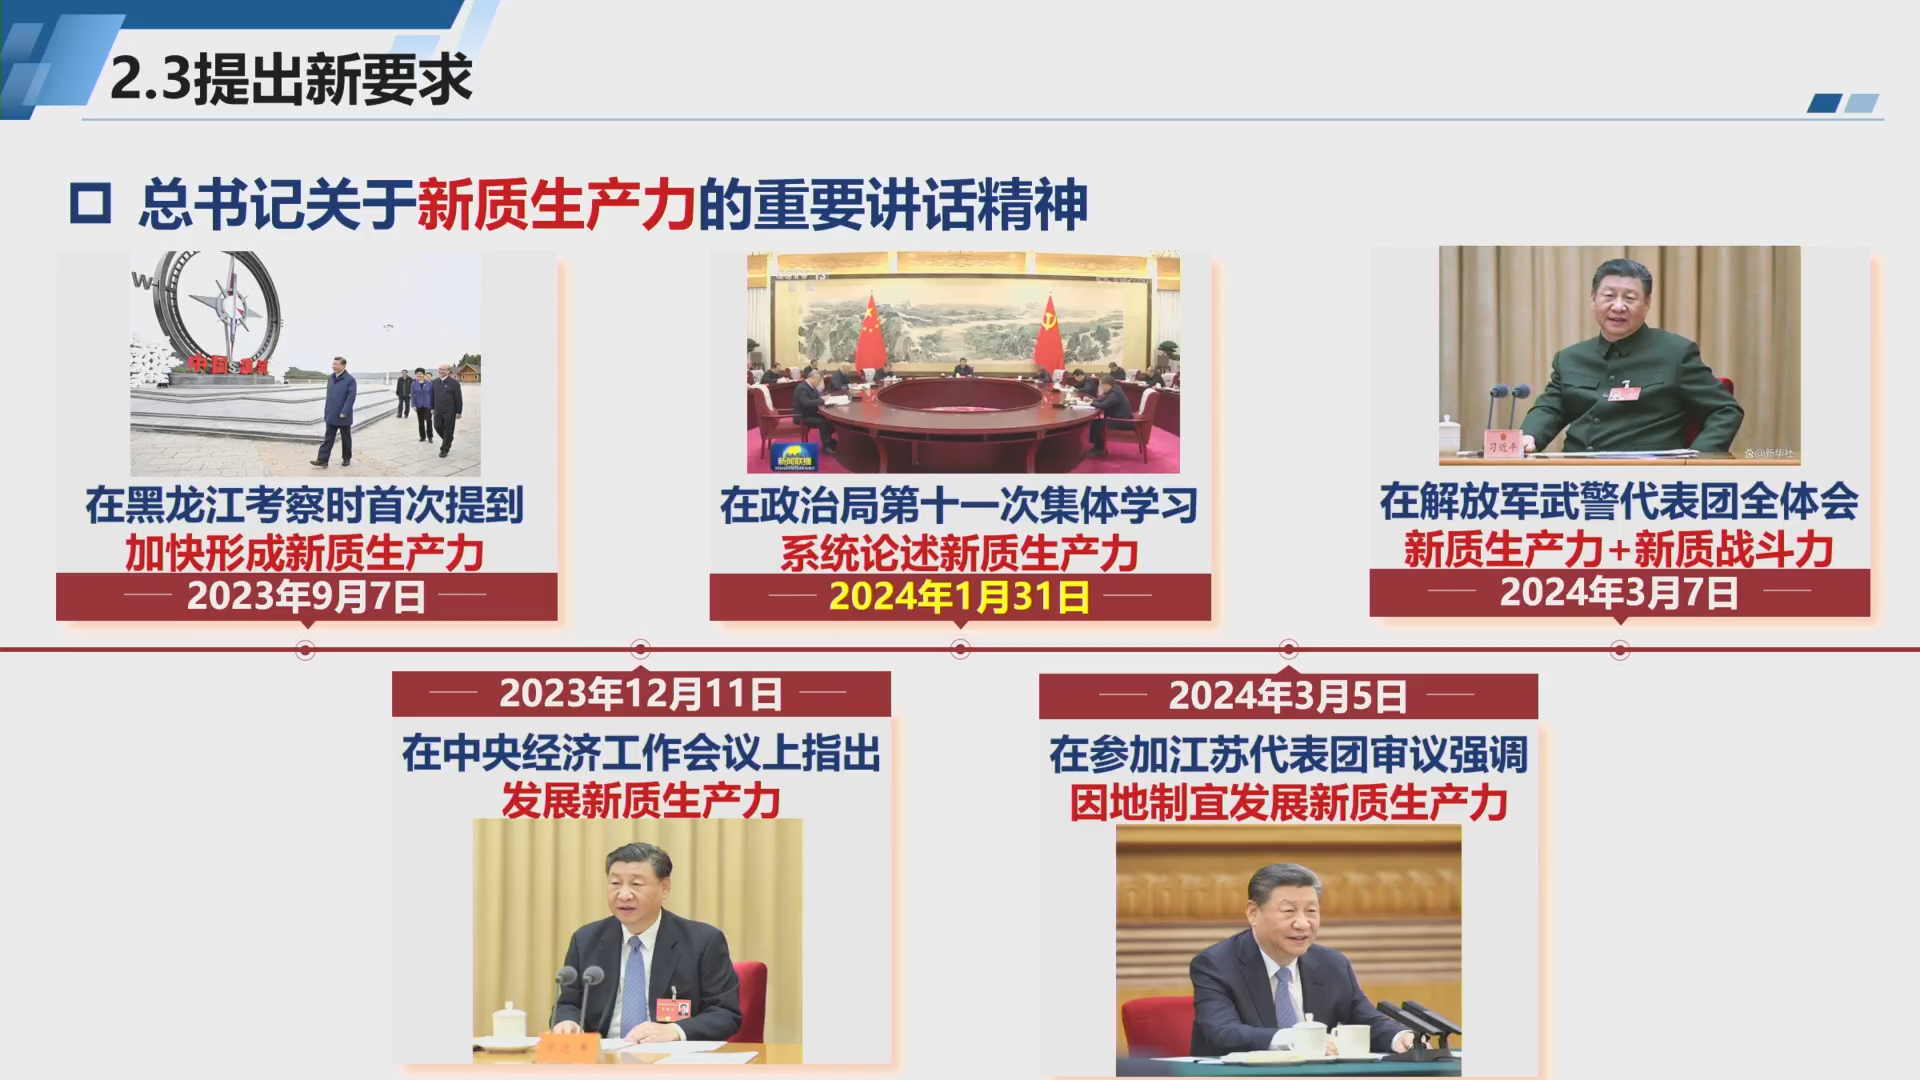 2.3提出新要求
总书记关于新质生产力的重要讲话精神
W
中国
在黑龙江考察时首次提到
加快形成新质生产力
2023年9月7日
新闻联播
在政治局第十一次集体学习
系统论述新质生产力
2024年1月31日
习近平
@新华社
在解放军武警代表团全体会
新质生产力+新质战斗力
2024年3月7日
2023年12月11日
在中央经济工作会议上指出
发展新质生产力
2024年3月5日
在参加江苏代表团审议强调
因地制宜发展新质生产力